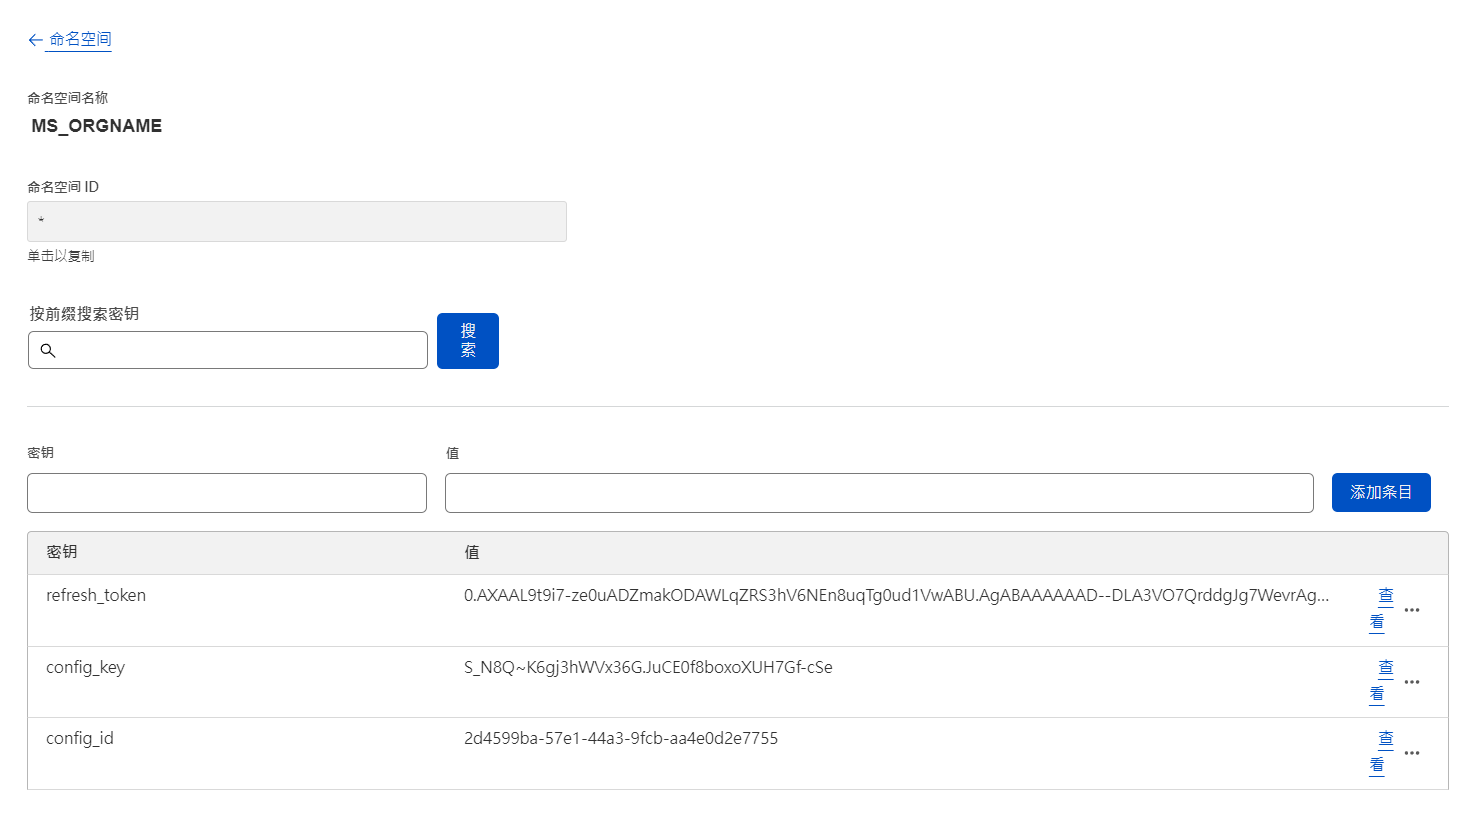 命名空间
命名空间名称
MS_ORGNAME
命名空间 ID
*
单击以复制
按前缀搜索密钥
搜
索
密钥
值
添加条目
密钥 值
refresh_token 0.AXAAL9t9i7-ze0uADZmakODAWLqZRS3hV6NEn8uqTg0ud1VwABU.AgABAAAAAAD--DLA3VO7QrddgJg7WevrAg... 查
看
config_key S_N8Q~K6gj3hWVx36G.JuCE0f8boxoXUH7Gf-cSe 查
看
config_id 2d4599ba-57e1-44a3-9fcb-aa4e0d2e7755 查
看